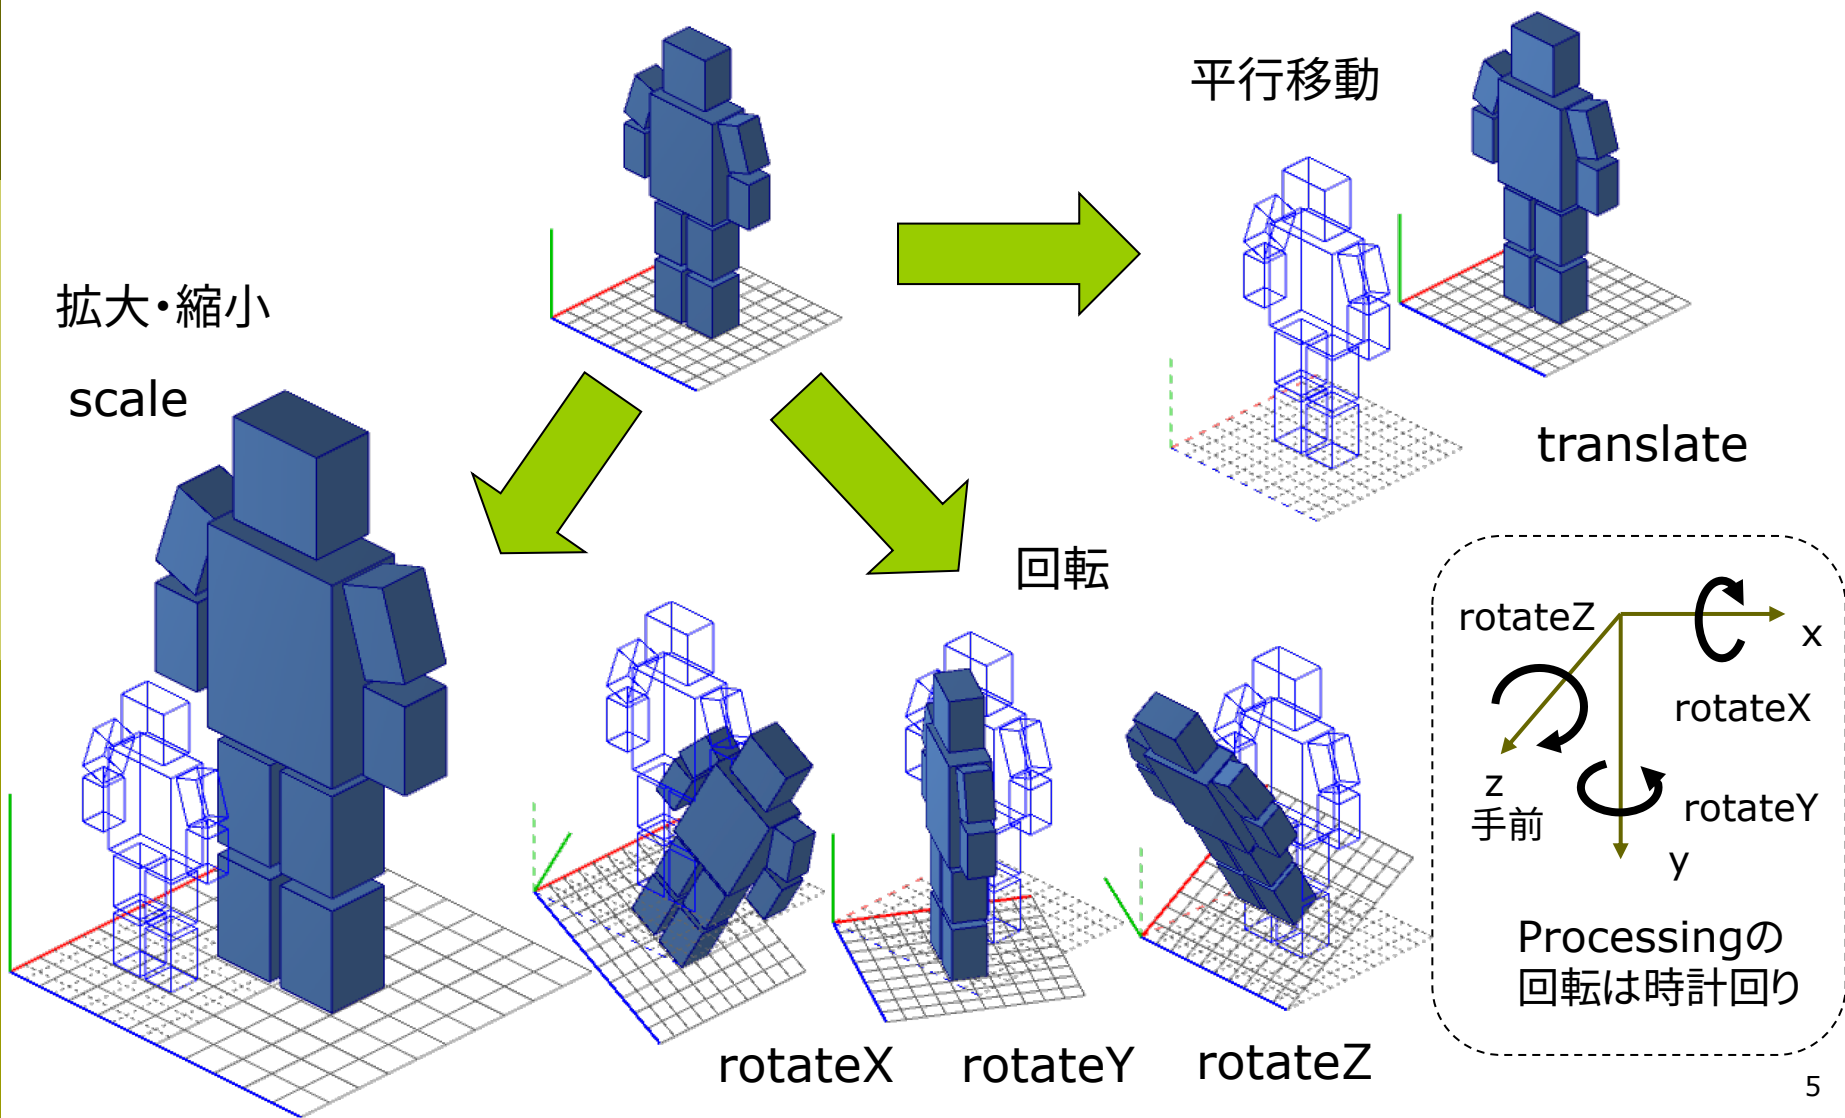 平行移動
拡大・縮小
scale
translate
回転
rotateZ
x
rotateX
z
手前
rotateY
y
Processingの
回転は時計回り
rotateX
rotateY
rotateZ
5